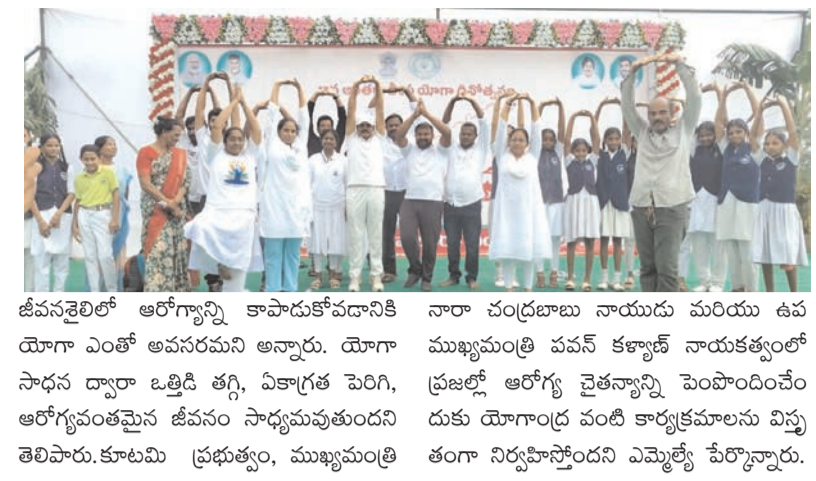 యోగా దినోత్సవం
జీవనశైలిలో ఆరోగ్యాన్ని కాపాడుకోవడానికి
యోగా ఎంతో అవసరమని అన్నారు. యోగా
సాధన ద్వారా ఒత్తిడి తగ్గి, ఏకాగ్రత పెరిగి,
ఆరోగ్యవంతమైన జీవనం సాధ్యమవుతుందని
తెలిపారు.కూటమి ప్రభుత్వం, ముఖ్యమంత్రి
నారా చంద్రబాబు నాయుడు మరియు ఉప
ముఖ్యమంత్రి పవన్ కళ్యాణ్ నాయకత్వంలో
ప్రజల్లో ఆరోగ్య చైతన్యాన్ని పెంపొందించేం
దుకు యోగాంధ్ర వంటి కార్యక్రమాలను విస్తృ
తంగా నిర్వహిస్తోందని ఎమ్మెల్యే పేర్కొన్నారు.